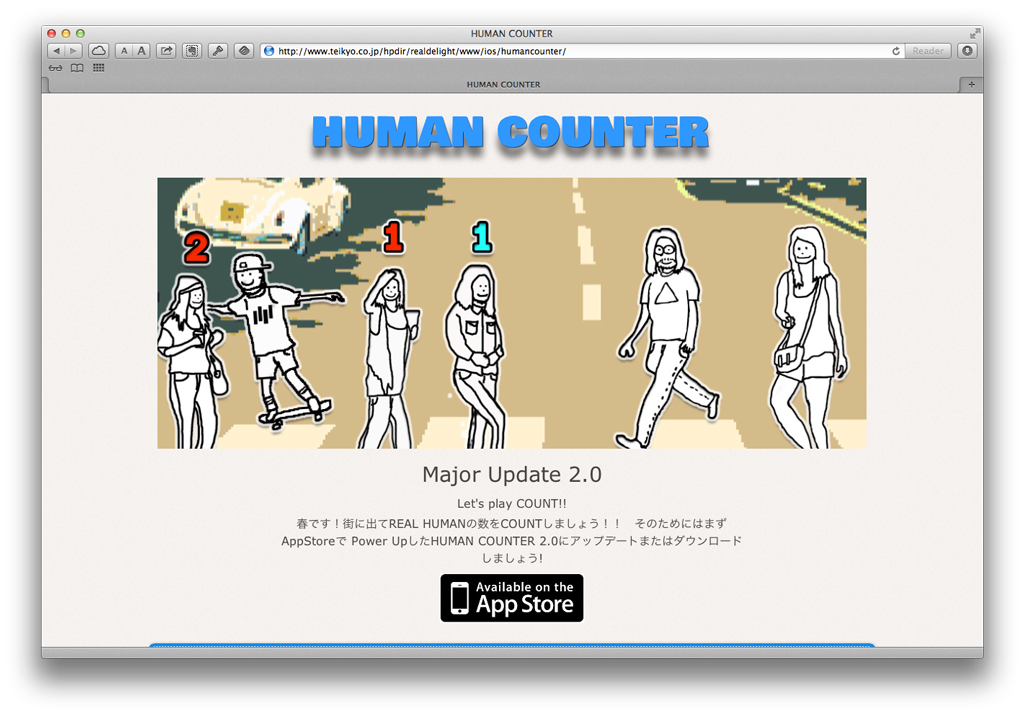 HUMAN COUNTER
A A
http://www.teikyo.co.jp/hpdir/realdelight/www/ios/humancounter/
Reader
HUMAN COUNTER
HUMAN COUNTER
2
1
1
Major Update 2.0
Let's play COUNT!!
春です！街に出てREAL HUMANの数をCOUNTしましょう！！　そのためにはまず
AppStoreで Power UpしたHUMAN COUNTER 2.0にアップデートまたはダウンロード
しましょう!
Available on the
App Store